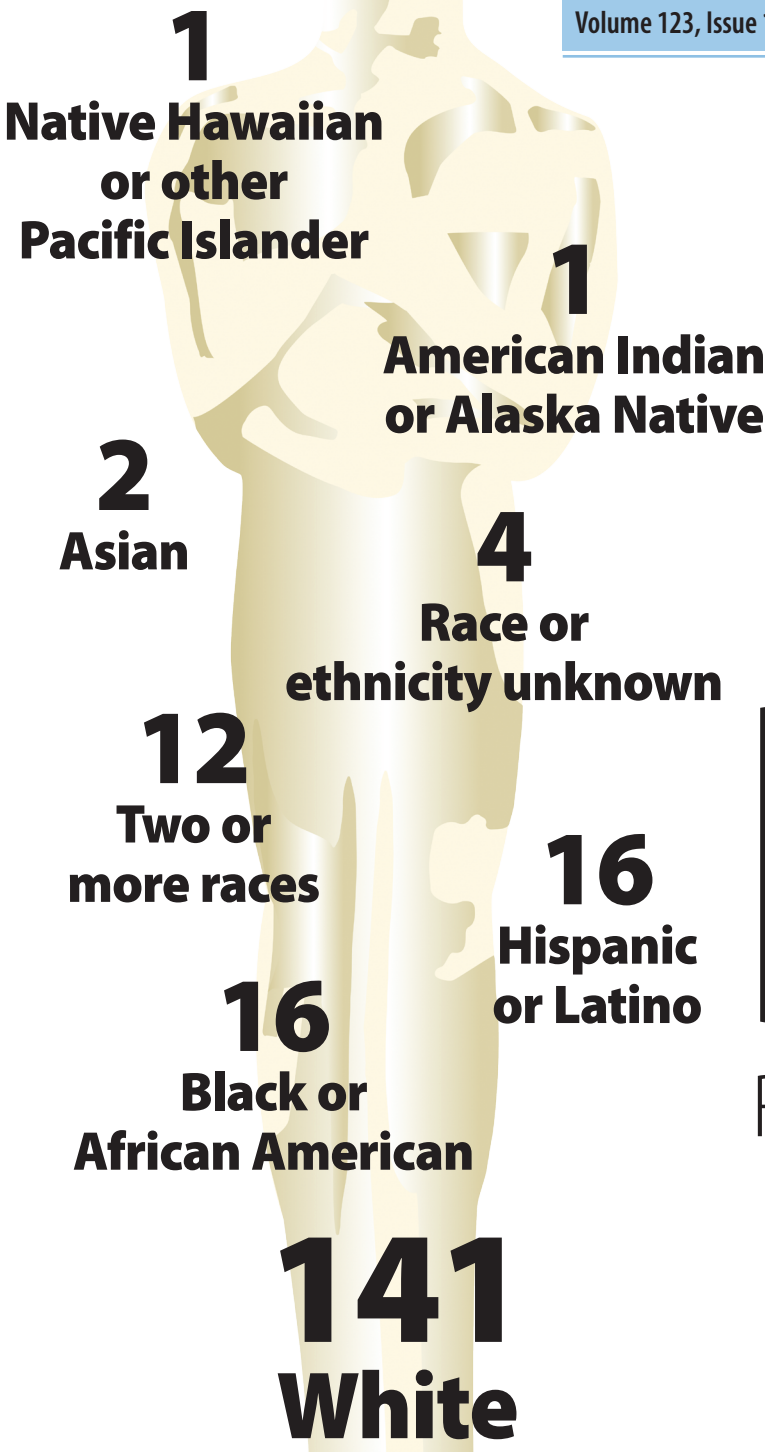 Volume 123, Issue
1
Native Hawaiian
or other
Pacific Islander
1
American Indian
or Alaska Native
2
Asian
4
Race or
ethnicity unknown
12
Two or
more races
16
Hispanic
or Latino
16
Black or
African American
141
White